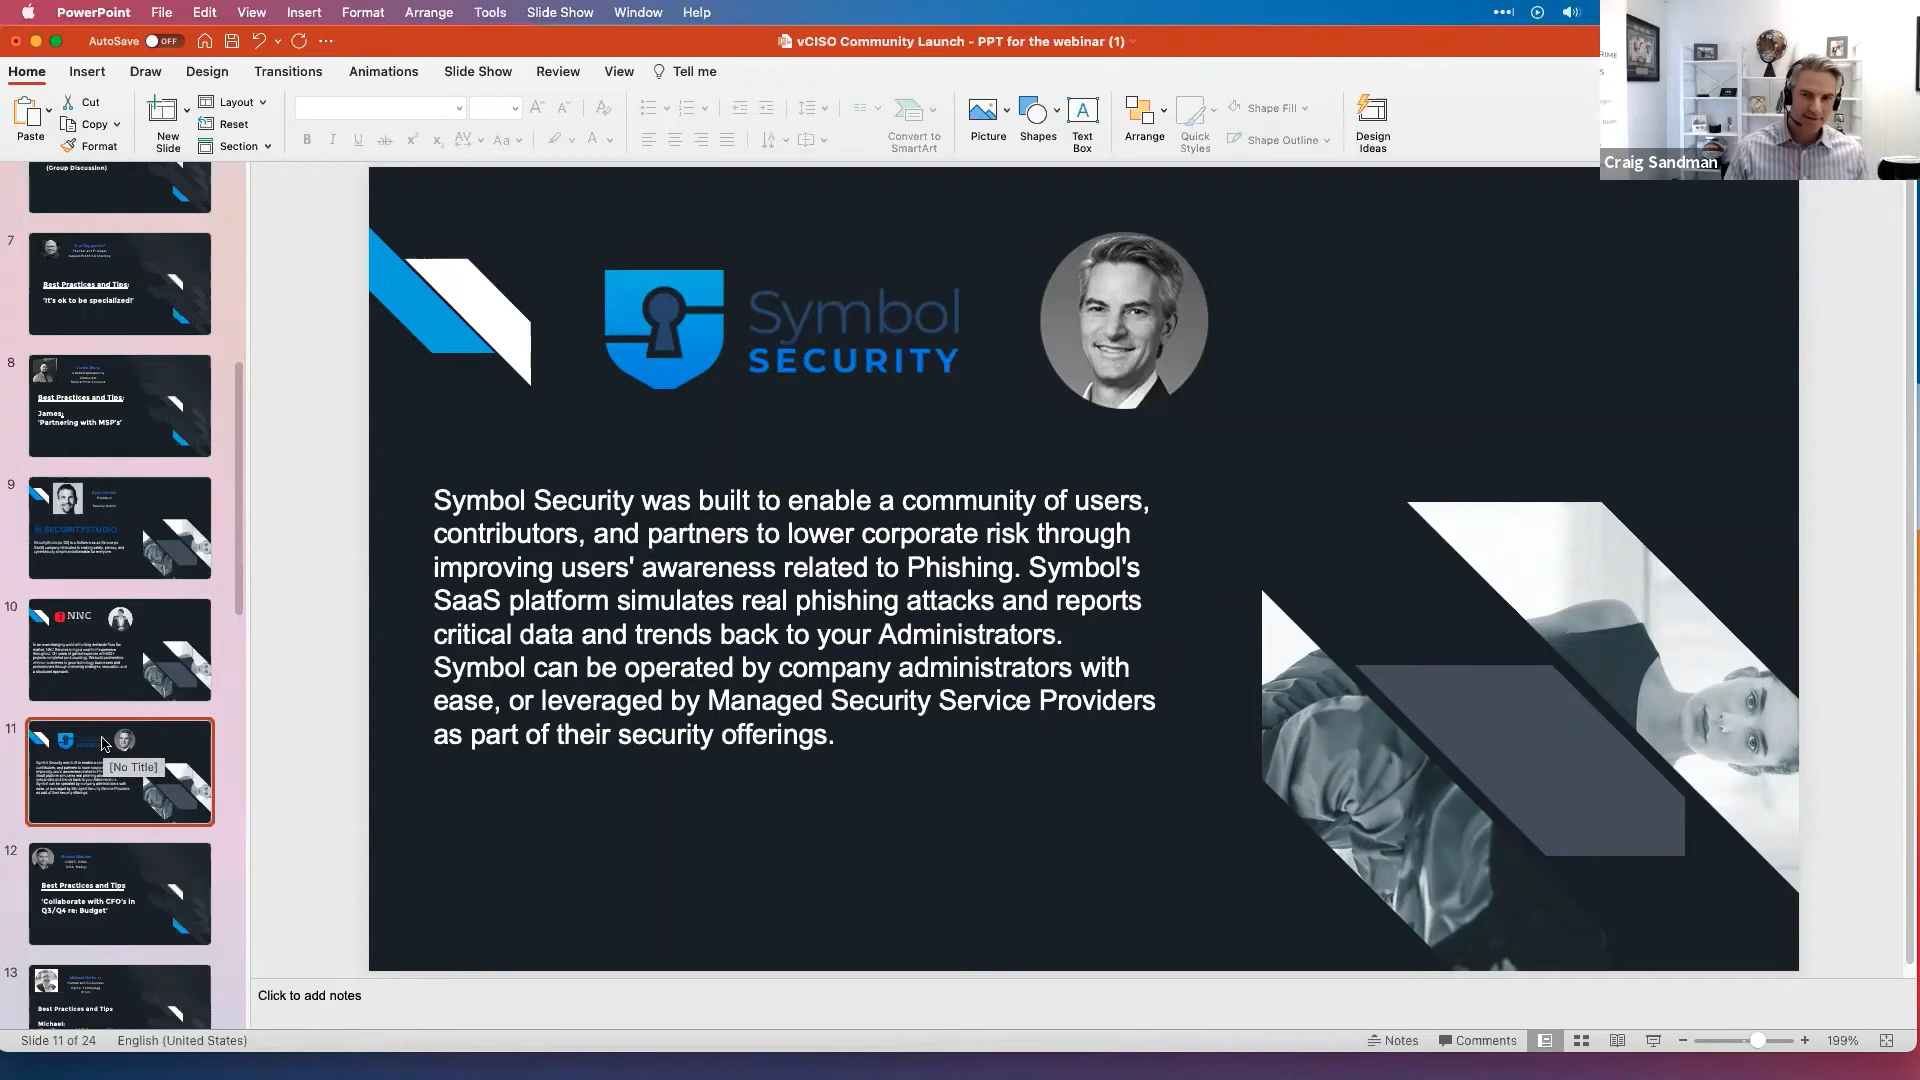 PowerPoint File Edit View Insert Format Arrange Tools Slide Show Window Help
AutoSave OFF
vCISO Community Launch - PPT for the webinar (1)
Home Insert Draw Design Transitions Animations Slide Show Review View Tell me
Paste
Cut
Copy
Format
New Slide
Layout
Reset
Section
Convert to SmartArt
Picture
Shapes
Text Box
Arrange
Quick Styles
Shape Fill
Shape Outline
Design Ideas
Craig Sandman
(Group Discussion)
7
Best Practices and Tips:
'It's ok to be specialized!'
8
Best Practices and Tips:
James:
'Partnering with MSP's'
9
SECURITYSTUDIO
10
NNC
11
[No Title]
12
Best Practices and Tips
'Collaborate with CFO's in
Q3/Q4 re: Budget'
13
Best Practices and Tips
Michael:
Symbol
SECURITY
Symbol Security was built to enable a community of users,
contributors, and partners to lower corporate risk through
improving users' awareness related to Phishing. Symbol's
SaaS platform simulates real phishing attacks and reports
critical data and trends back to your Administrators.
Symbol can be operated by company administrators with
ease, or leveraged by Managed Security Service Providers
as part of their security offerings.
Click to add notes
Slide 11 of 24 English (United States)
Notes Comments 199%